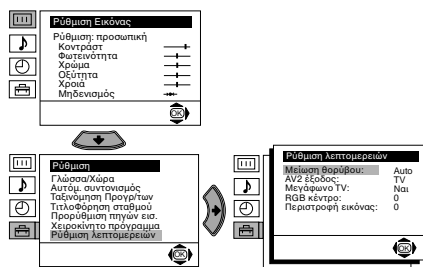 Ρύθμιση Εικόνας
Ρύθμιση: προσωπική
Κοντράστ
Φωτεινότητα
Χρώμα
Οξύτητα
Χροιά
Μηδενισμός
OK
Ρύθμιση
Γλώσσα/Χώρα
Αυτόμ. συντονισμός
Ταξινόμηση Προγρ/των
Τιτλοφόρηση σταθμού
Προρύθμιση πηγών εισ.
Χειροκίνητο πρόγραμμα
Ρύθμιση λεπτομερειών
OK
Ρύθμιση λεπτομερειών
Μείωση θορύβου: Auto
AV2 έξοδος: TV
Μεγάφωνο TV: Ναι
RGB κέντρο: 0
Περιστροφή εικόνας: 0
OK